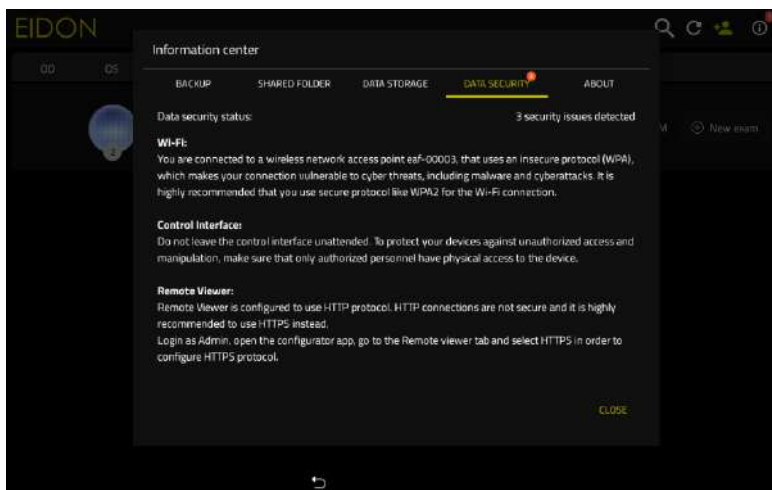 EIDON
Information center
OD OS
BACKUP SHARED FOLDER DATA STORAGE DATA SECURITY ABOUT
Data security status: 3 security issues detected
Wi-Fi:
You are connected to a wireless network access point eaf-00003, that uses an insecure protocol (WPA),
which makes your connection vulnerable to cyber threats, including malware and cyberattacks. It is
highly recommended that you use secure protocol like WPA2 for the Wi-Fi connection.
New exam
2
Control Interface:
Do not leave the control interface unattended. To protect your devices against unauthorized access and
manipulation, make sure that only authorized personnel have physical access to the device.
Remote Viewer:
Remote Viewer is configured to use HTTP protocol. HTTP connections are not secure and it is highly
recommended to use HTTPS instead.
Login as Admin, open the configurator app, go to the Remote viewer tab and select HTTPS in order to
configure HTTPS protocol.
CLOSE